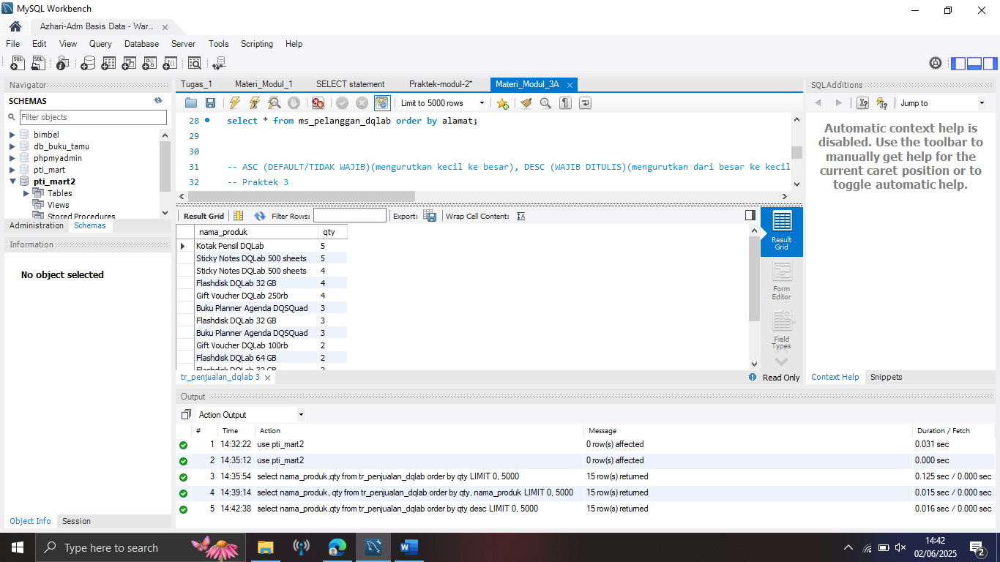 MySQL Workbench
Azhari-Adm Basis Data - War...
File Edit View Query Database Server Tools Scripting Help
Navigator
SCHEMAS
Filter objects
bimbel
db_buku_tamu
phpmyadmin
pti_mart
pti_mart2
Tables
Views
Stored Procedures
Administration Schemas
Information
No object selected
Object Info Session
Tugas_1 Materi_Modul_1 SELECT statement Praktek-modul-2* Materi_Modul_3A
Limit to 5000 rows
28 select * from ms_pelanggan_dqlab order by alamat;
29
30
31 -- ASC (DEFAULT/TIDAK WAJIB)(mengurutkan kecil ke besar), DESC (WAJIB DITULIS)(mengurutkan dari besar ke kecil
32 -- Praktek 3
Result Grid Filter Rows: Export: Wrap Cell Content:
nama_produk qty
Kotak Pensil DQLab 5
Sticky Notes DQLab 500 sheets 5
Sticky Notes DQLab 500 sheets 4
Flashdisk DQLab 32 GB 4
Gift Voucher DQLab 250rb 4
Buku Planner Agenda DQSQuad 3
Flashdisk DQLab 32 GB 3
Buku Planner Agenda DQSQuad 3
Gift Voucher DQLab 100rb 2
Flashdisk DQLab 64 GB 2
Flashdisk DQLab 32 GB 2
Result Grid
Form Editor
Field Types
tr_penjualan_dqlab 3
Read Only
SQLAdditions
Jump to
Automatic context help is
disabled. Use the toolbar to
manually get help for the
current caret position or to
toggle automatic help.
Context Help Snippets
Output
Action Output
# Time Action Message Duration / Fetch
1 14:32:22 use pti_mart2 0 row(s) affected 0.031 sec
2 14:35:12 use pti_mart2 0 row(s) affected 0.000 sec
3 14:35:54 select nama_produk,qty from tr_penjualan_dqlab order by qty LIMIT 0, 5000 15 row(s) returned 0.125 sec / 0.000 sec
4 14:39:14 select nama_produk, qty from tr_penjualan_dqlab order by qty, nama_produk LIMIT 0, 5000 15 row(s) returned 0.015 sec / 0.000 sec
5 14:42:38 select nama_produk,qty from tr_penjualan_dqlab order by qty desc LIMIT 0, 5000 15 row(s) returned 0.016 sec / 0.000 sec
Type here to search
14:42
02/06/2025
2